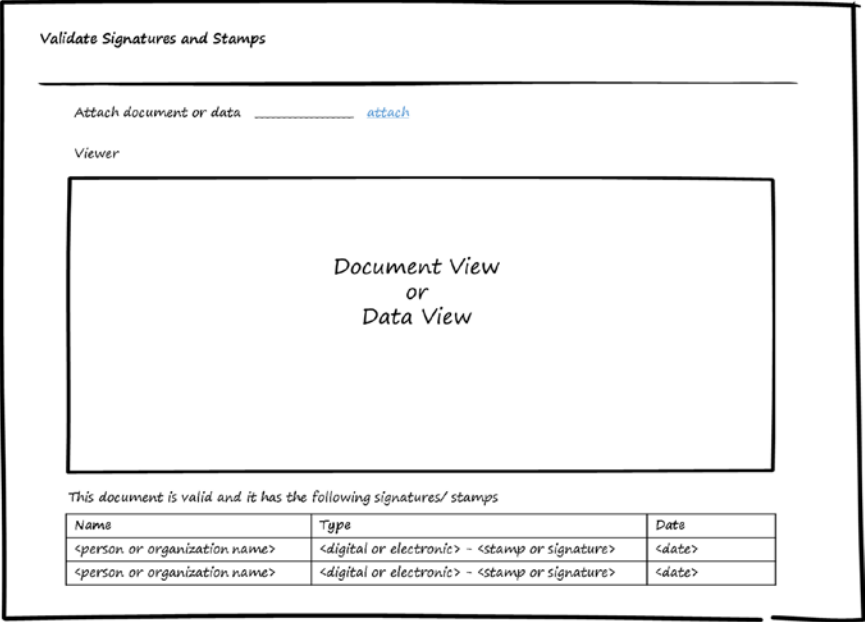 Validate Signatures and Stamps
Attach document or data ______________ attach
Viewer
Document View
or
Data View
This document is valid and it has the following signatures/ stamps
Name Type Date
<person or organization name> <digital or electronic> - <stamp or signature> <date>
<person or organization name> <digital or electronic> - <stamp or signature> <date>